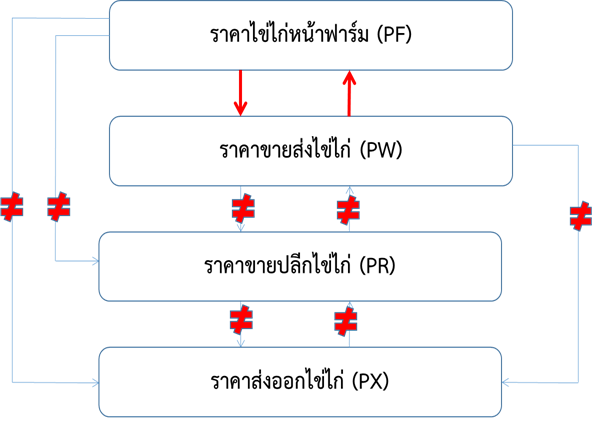 ราคาไข่ไก่หน้าฟาร์ม (PF)
ราคาขายส่งไข่ไก่ (PW)
≠ ≠ ≠ ≠ ≠
ราคาขายปลีกไข่ไก่ (PR)
≠ ≠
ราคาส่งออกไข่ไก่ (PX)